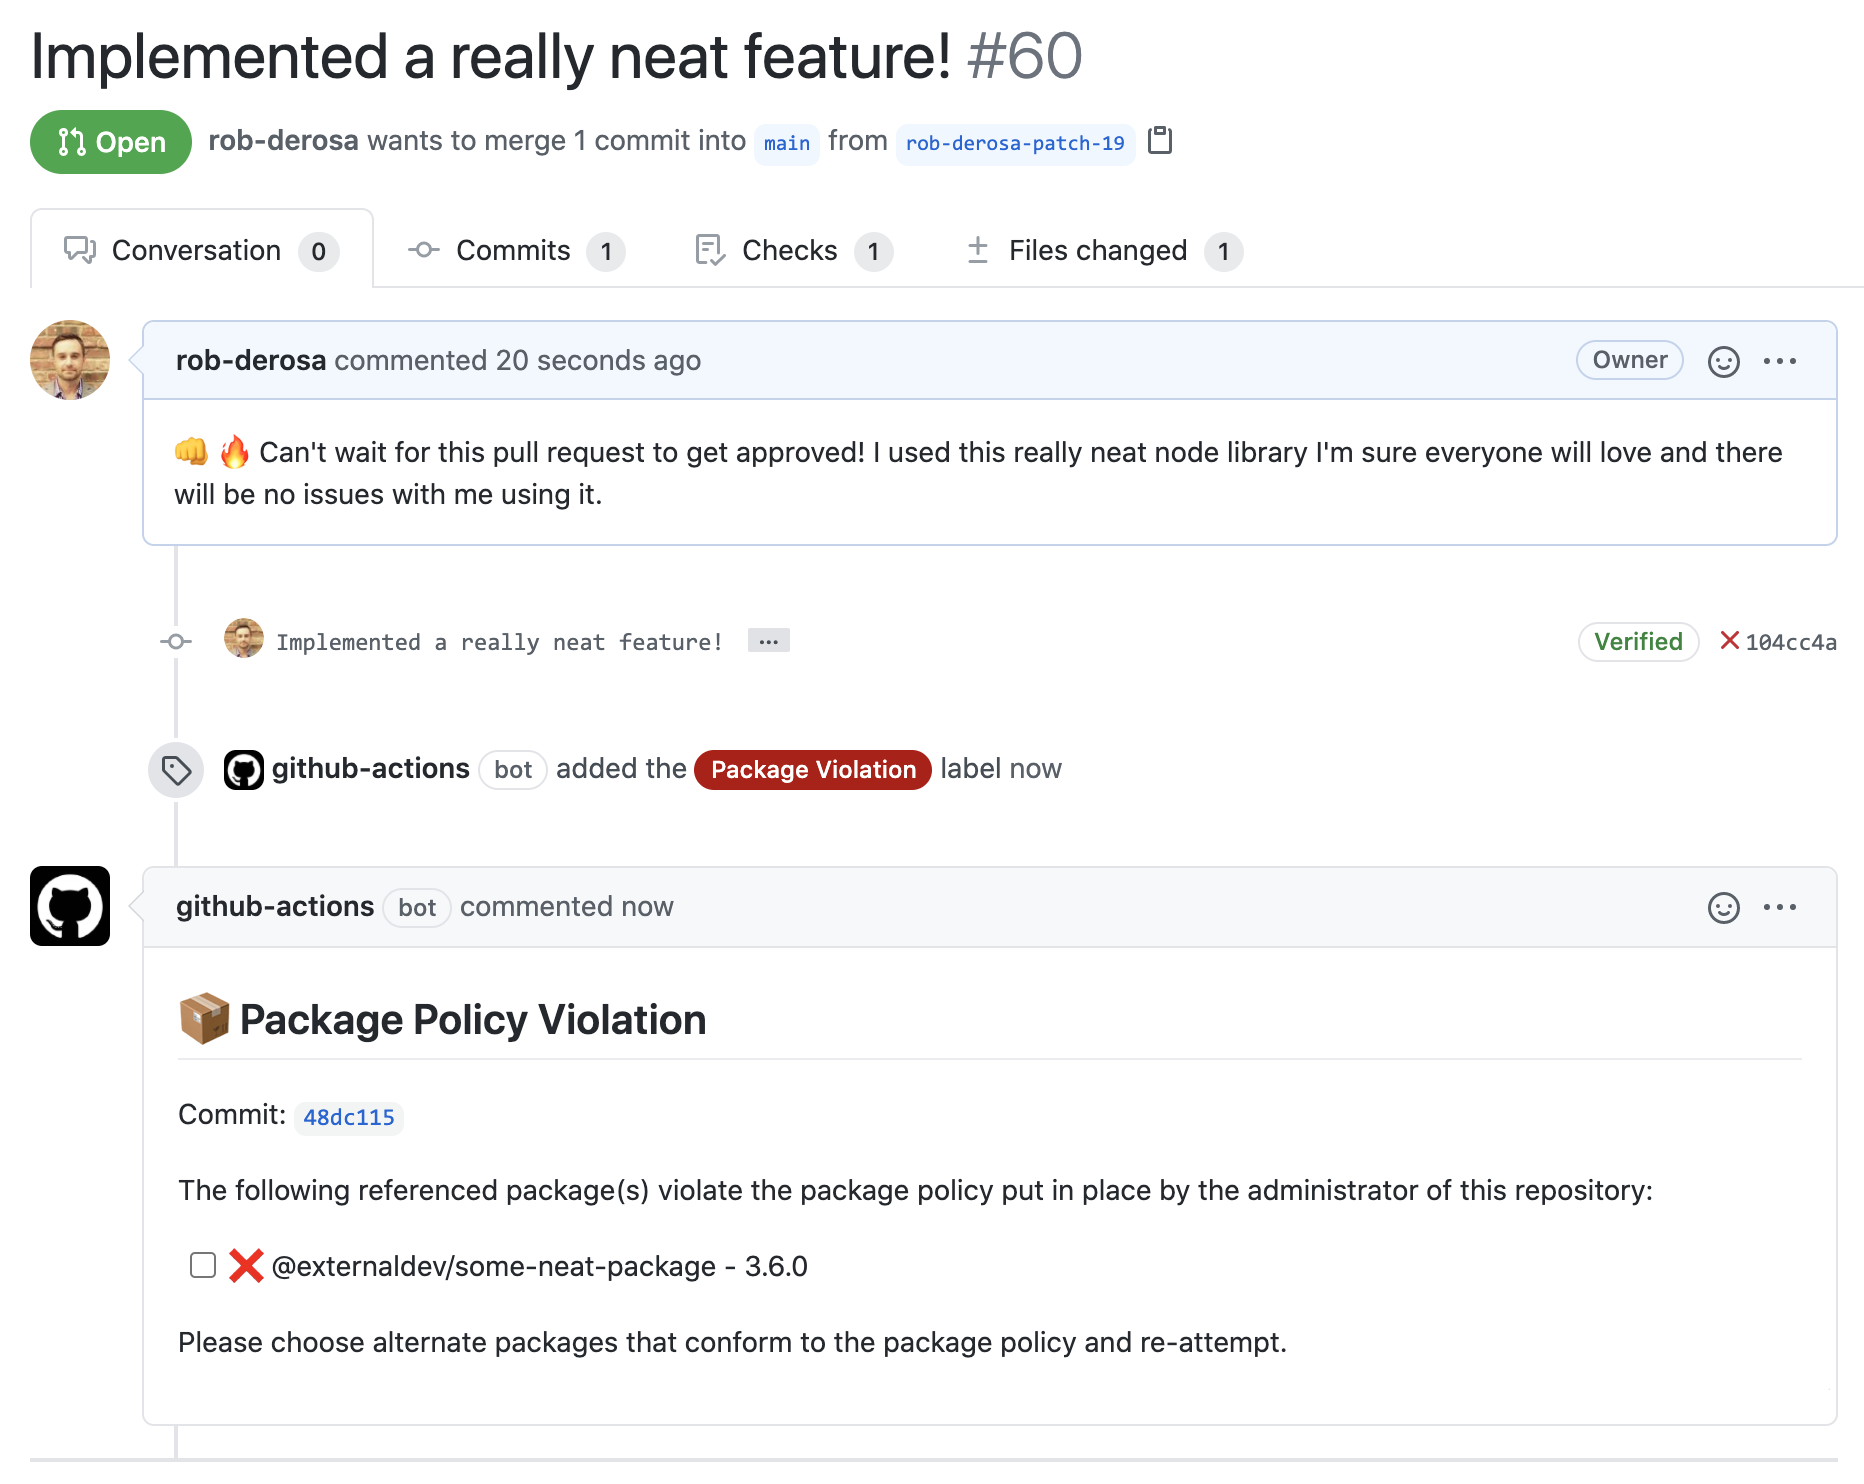 Implemented a really neat feature! #60
Open rob-derosa wants to merge 1 commit into main from rob-derosa-patch-19
Conversation 0 Commits 1 Checks 1 Files changed 1
rob-derosa commented 20 seconds ago Owner
👊 🔥 Can't wait for this pull request to get approved! I used this really neat node library I'm sure everyone will love and there
will be no issues with me using it.
Implemented a really neat feature! ... Verified 104cc4a
github-actions bot added the Package Violation label now
github-actions bot commented now
📦 Package Policy Violation
Commit: 48dc115
The following referenced package(s) violate the package policy put in place by the administrator of this repository:
❌ @externaldev/some-neat-package - 3.6.0
Please choose alternate packages that conform to the package policy and re-attempt.